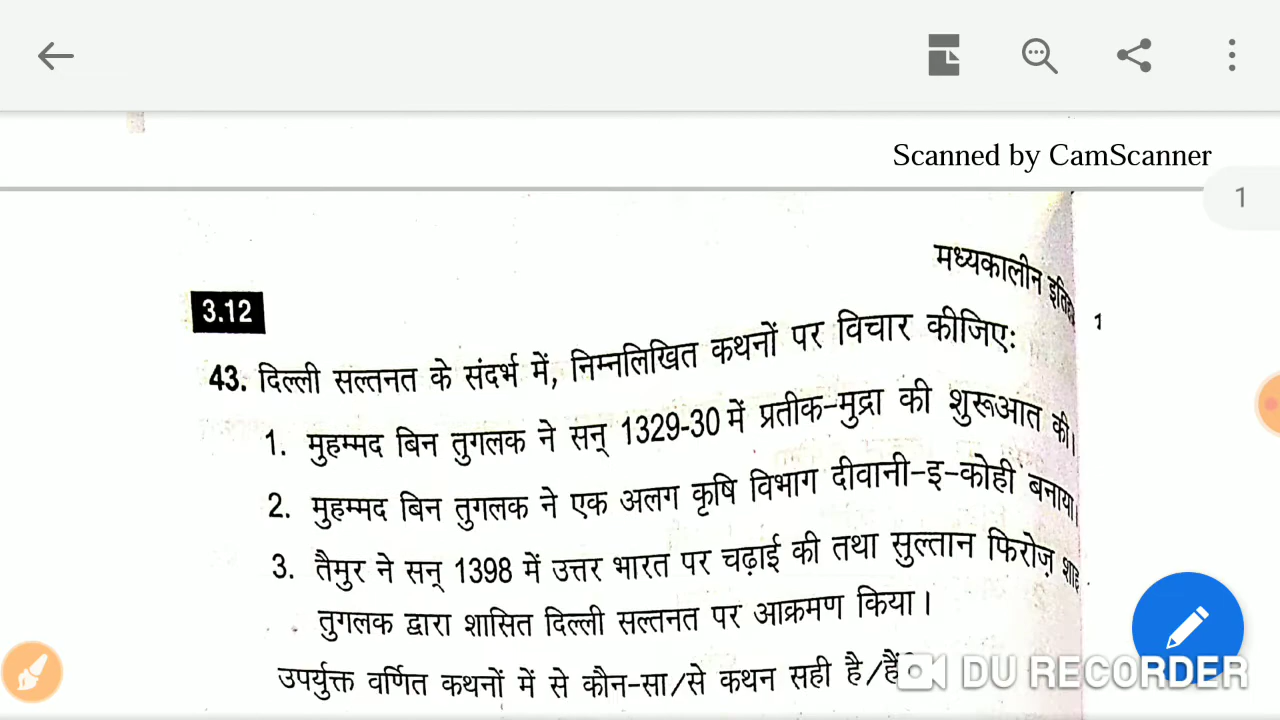 Scanned by CamScanner
1
मध्यकालीन
3.12
1
43. दिल्ली सल्तनत के संदर्भ में, निम्नलिखित कथनों पर विचार कीजिए:
1. मुहम्मद बिन तुगलक ने सन् 1329-30 में प्रतीक-मुद्रा की शुरूआत की।
2. मुहम्मद बिन तुगलक ने एक अलग कृषि विभाग दीवानी-इ-कोही बनाया।
3. तैमुर ने सन् 1398 में उत्तर भारत पर चढ़ाई की तथा सुल्तान फिरोज़ शाह
तुगलक द्वारा शासित दिल्ली सल्तनत पर आक्रमण किया।
उपर्युक्त वर्णित कथनों में से कौन-सा/से कथन सही है/हैं
DU RECORDER